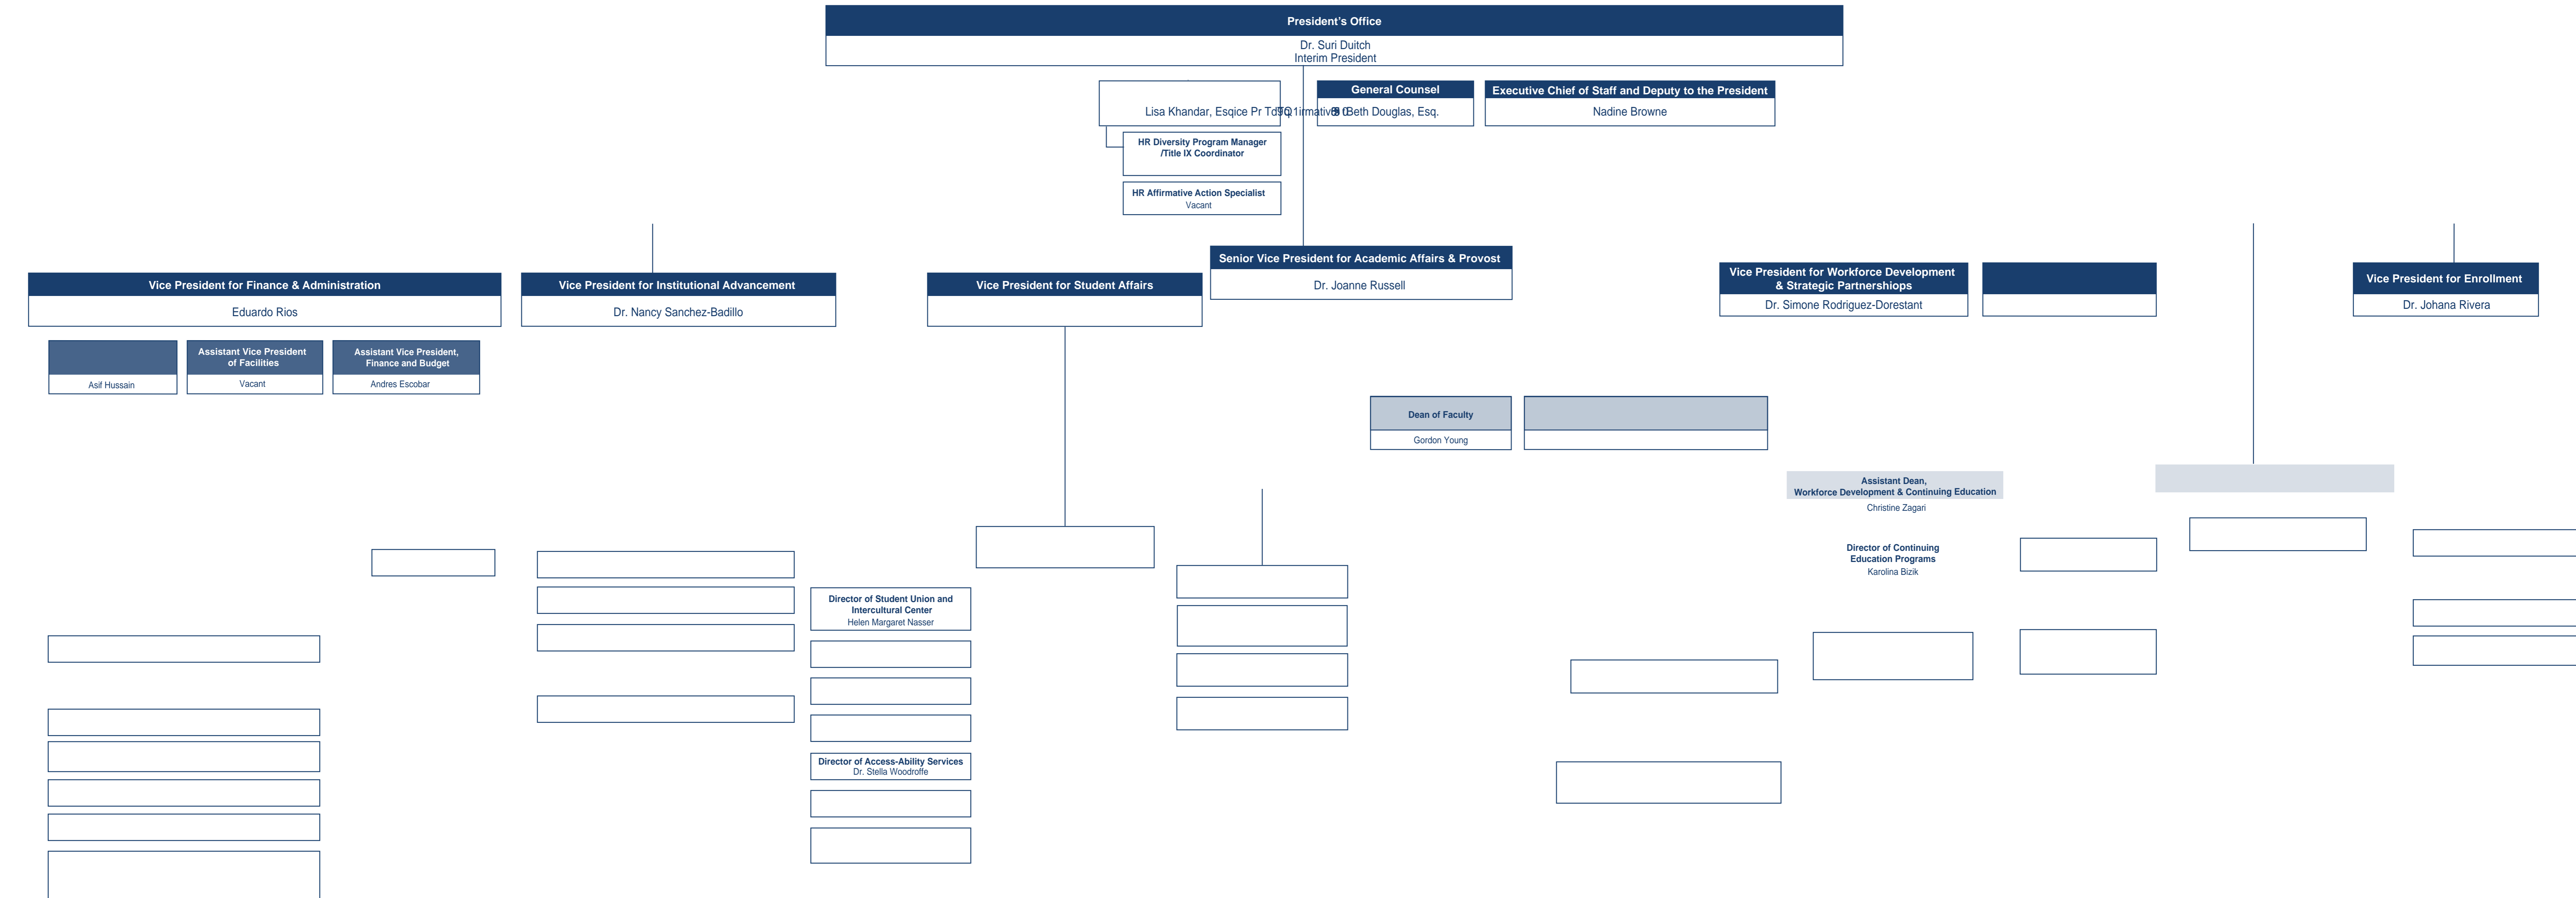 President’s Office
Dr. Suri Duitch
Interim President
General Counsel
Executive Chief of Staff and Deputy to the President
Lisa Khandar,
Beth Douglas, Esq.
Nadine Browne
HR Diversity Program Manager
/Title IX Coordinator
HR Affirmative Action Specialist
Vacant
Senior Vice President for Academic Affairs & Provost
Dr. Joanne Russell
Vice President for Finance & Administration
Eduardo Rios
Vice President for Institutional Advancement
Dr. Nancy Sanchez-Badillo
Vice President for Student Affairs
Vice President for Workforce Development
& Strategic Partnershiops
Dr. Simone Rodriguez-Dorestant
Vice President for Enrollment
Dr. Johana Rivera
Asif Hussain
Assistant Vice President
of Facilities
Vacant
Assistant Vice President,
Finance and Budget
Andres Escobar
Dean of Faculty
Gordon Young
Assistant Dean,
Workforce Development & Continuing Education
Christine Zagari
Director of Continuing
Education Programs
Karolina Bizik
Director of Student Union and
Intercultural Center
Helen Margaret Nasser
Director of Access-Ability Services
Dr. Stella Woodroffe